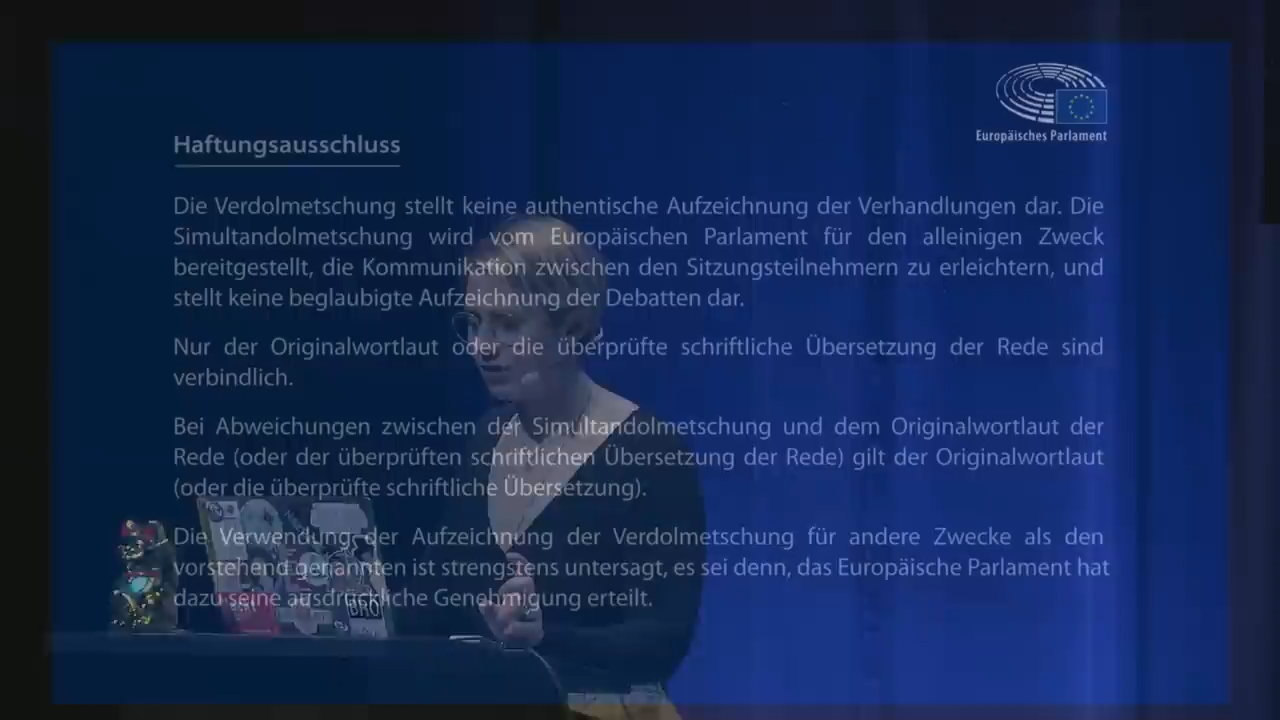 Europäisches Parlament
Haftungsausschluss
Die Verdolmetschung stellt keine authentische Aufzeichnung der Verhandlungen dar. Die
Simultandolmetschung wird vom Europäischen Parlament für den alleinigen Zweck
bereitgestellt, die Kommunikation zwischen den Sitzungsteilnehmern zu erleichtern, und
stellt keine beglaubigte Aufzeichnung der Debatten dar.
Nur der Originalwortlaut oder die überprüfte schriftliche Übersetzung der Rede sind
verbindlich.
Bei Abweichungen zwischen der Simultandolmetschung und dem Originalwortlaut der
Rede (oder der überprüften schriftlichen Übersetzung der Rede) gilt der Originalwortlaut
(oder die überprüfte schriftliche Übersetzung).
Die Verwendung der Aufzeichnung der Verdolmetschung für andere Zwecke als den
vorstehend genannten ist strengstens untersagt, es sei denn, das Europäische Parlament hat
dazu seine ausdrückliche Genehmigung erteilt.
BRO